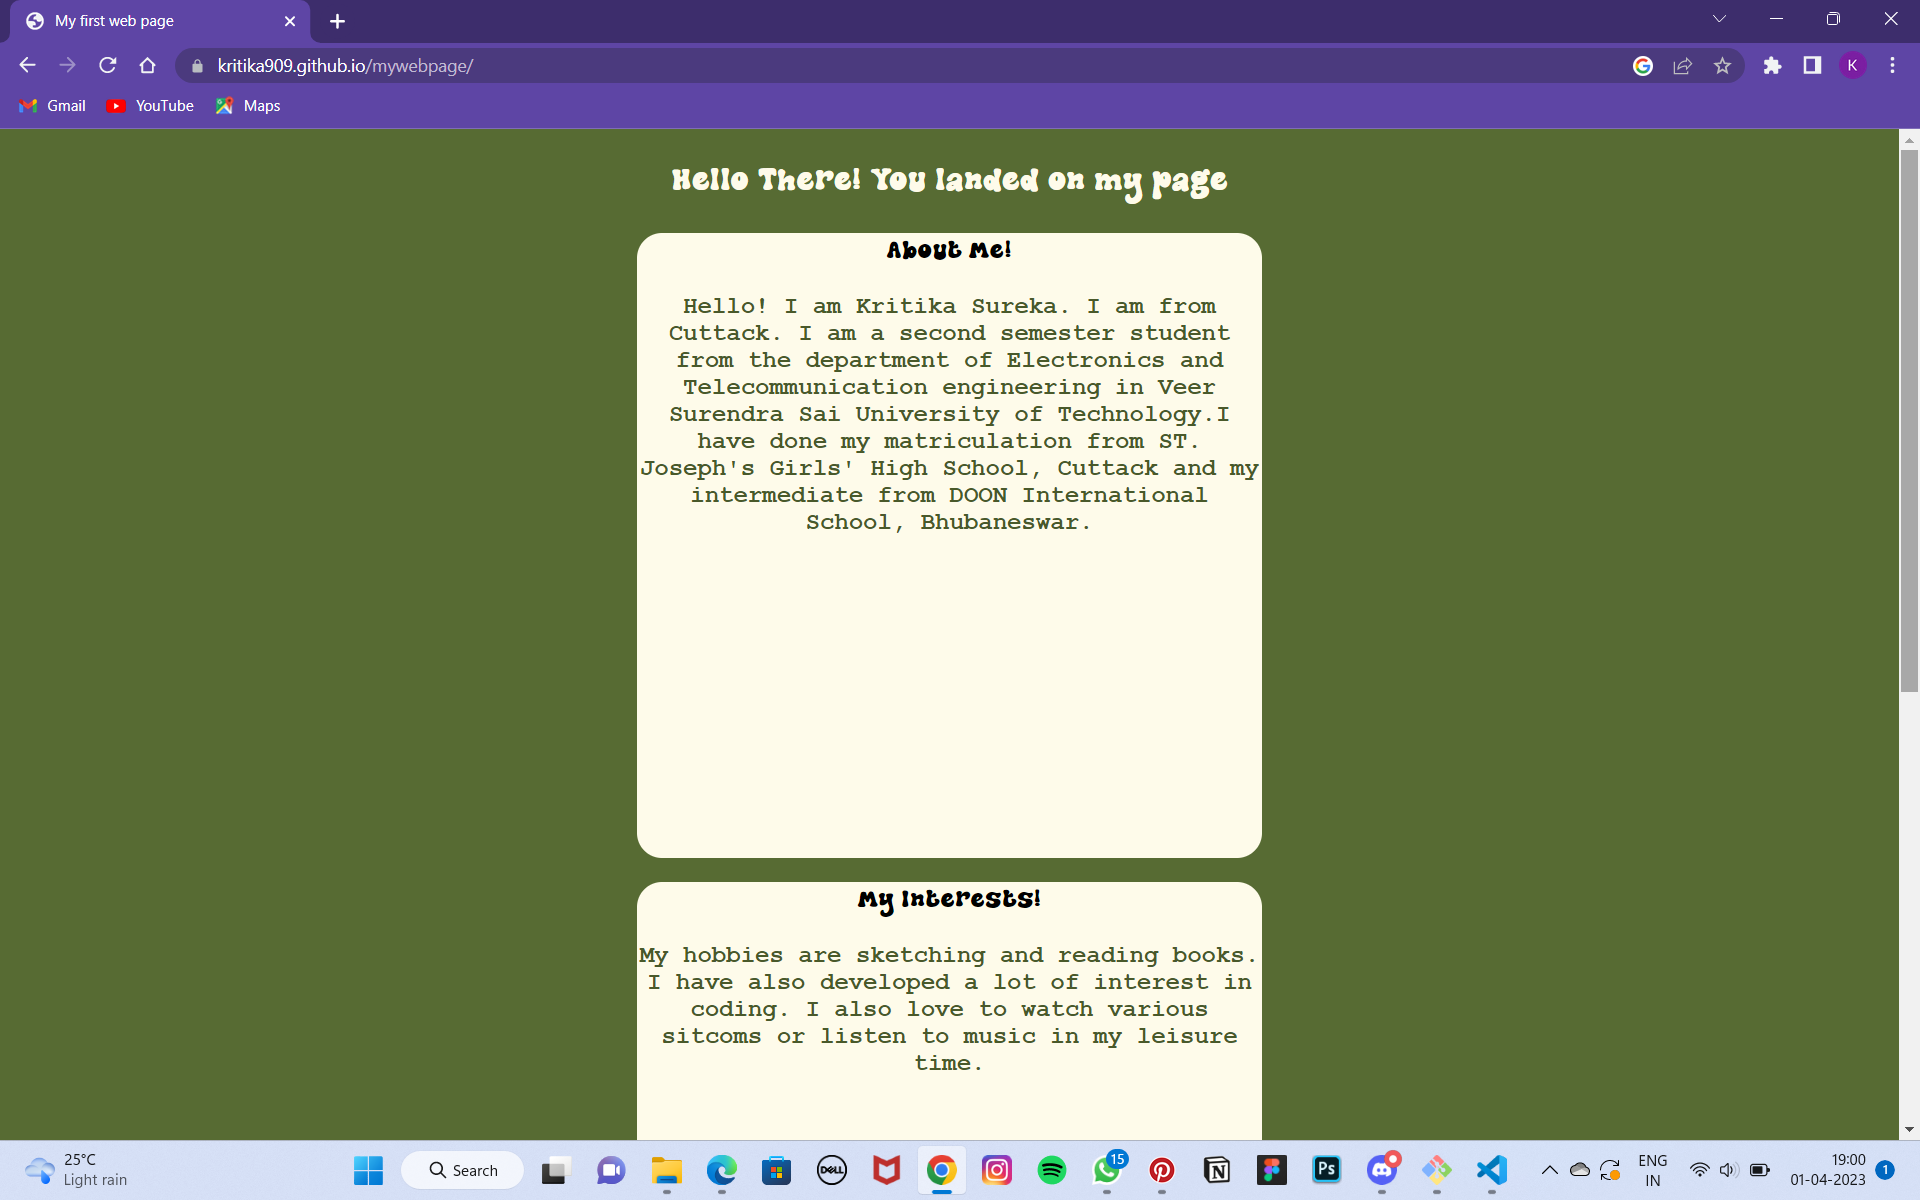 My first web page
kritika909.github.io/mywebpage/
K
Gmail YouTube Maps
Hello There! You landed on my page
About Me!
Hello! I am Kritika Sureka. I am from
Cuttack. I am a second semester student
from the department of Electronics and
Telecommunication engineering in Veer
Surendra Sai University of Technology.I
have done my matriculation from ST.
Joseph's Girls' High School, Cuttack and my
intermediate from DOON International
School, Bhubaneswar.
My Interests!
My hobbies are sketching and reading books.
I have also developed a lot of interest in
coding. I also love to watch various
sitcoms or listen to music in my leisure
time.
25°C
Light rain
Search
DELL
15
Ps
ENG
IN
19:00
01-04-2023
1